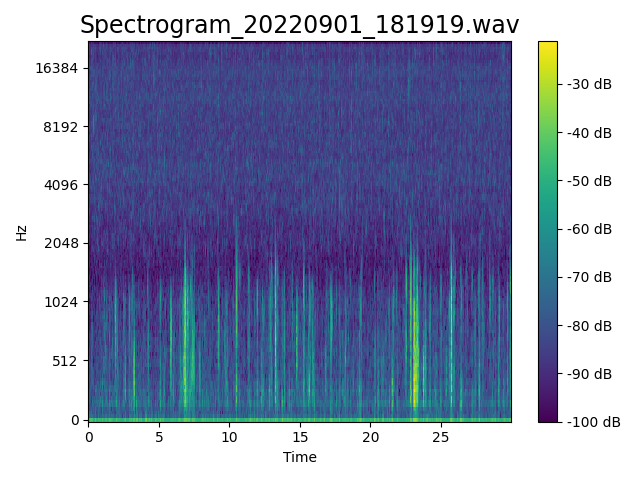 Spectrogram_20220901_181919.wav
Hz
16384
8192
4096
2048
1024
512
0
0 5 10 15 20 25
Time
-30 dB
-40 dB
-50 dB
-60 dB
-70 dB
-80 dB
-90 dB
-100 dB